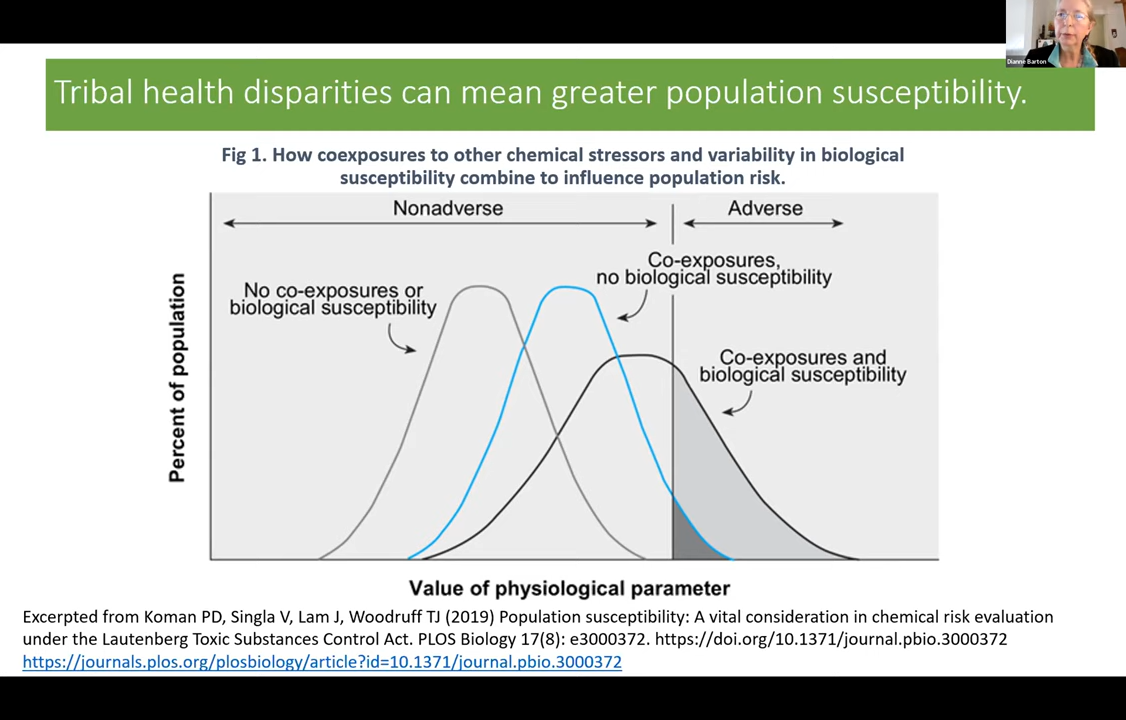 Dianne Barton
Tribal health disparities can mean greater population susceptibility.
Fig 1. How coexposures to other chemical stressors and variability in biological
susceptibility combine to influence population risk.
Nonadverse
Adverse
Co-exposures,
no biological susceptibility
No co-exposures or
biological susceptibility
Co-exposures and
biological susceptibility
Percent of population
Value of physiological parameter
Excerpted from Koman PD, Singla V, Lam J, Woodruff TJ (2019) Population susceptibility: A vital consideration in chemical risk evaluation
under the Lautenberg Toxic Substances Control Act. PLOS Biology 17(8): e3000372. https://doi.org/10.1371/journal.pbio.3000372
https://journals.plos.org/plosbiology/article?id=10.1371/journal.pbio.3000372